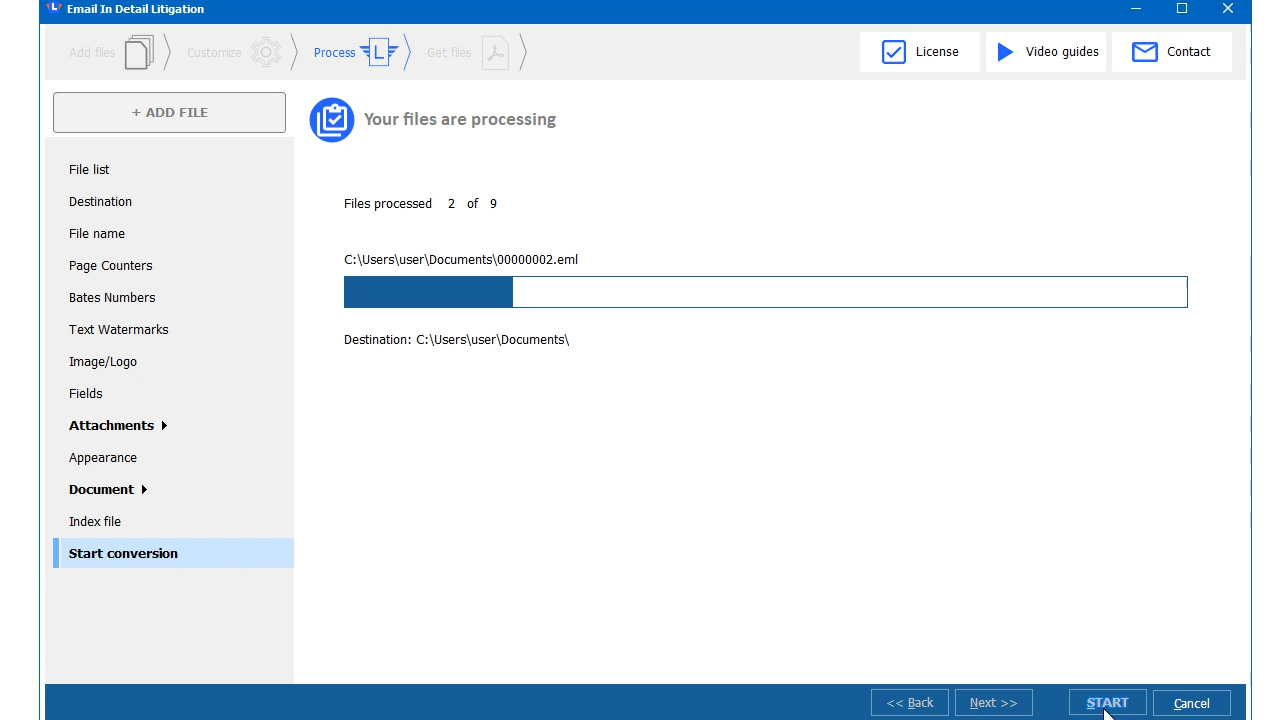 Email In Detail Litigation
Add files
Customize
Process
L
Get files
License
Video guides
Contact
+ ADD FILE
File list
Destination
File name
Page Counters
Bates Numbers
Text Watermarks
Image/Logo
Fields
Attachments
Appearance
Document
Index file
Start conversion
Your files are processing
Files processed 2 of 9
C:\Users\user\Documents\00000002.eml
Destination: C:\Users\user\Documents\
<< Back
Next >>
START
Cancel